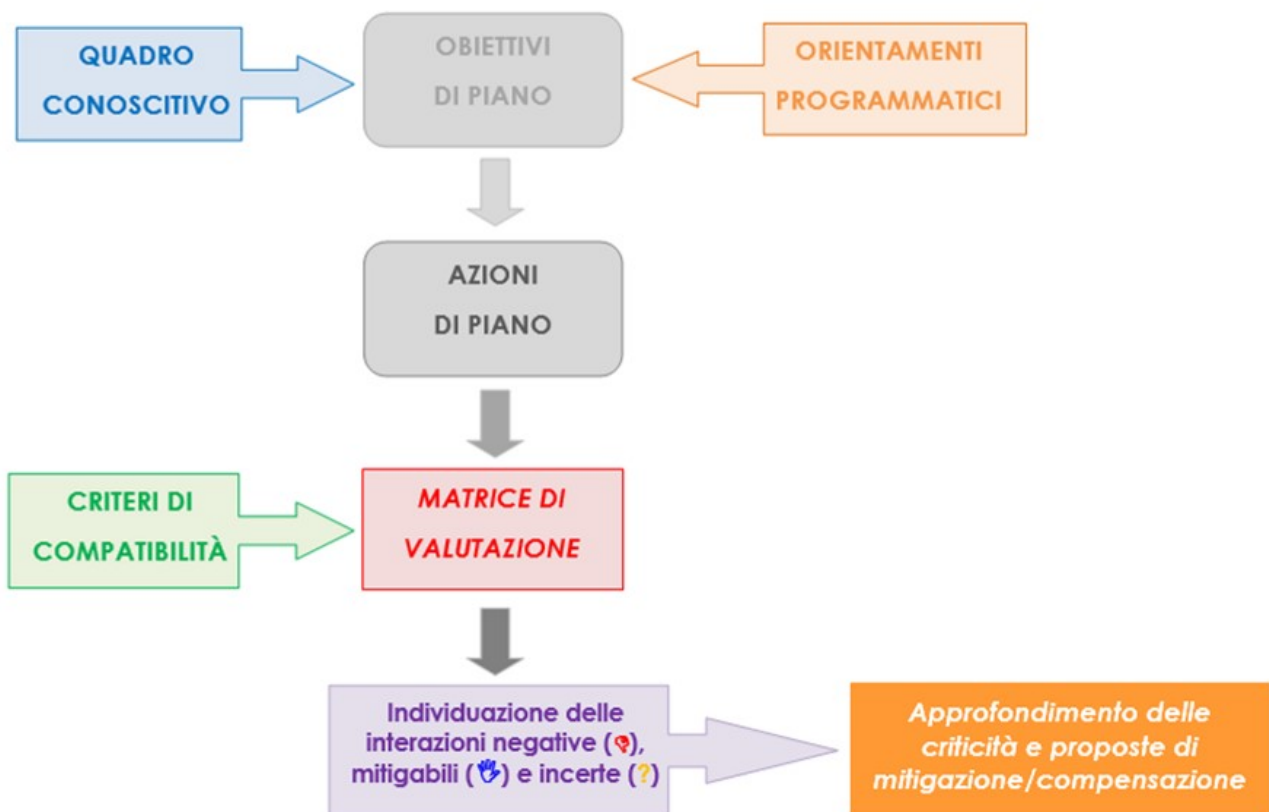 QUADRO
CONOSCITIVO
OBIETTIVI
DI PIANO
ORIENTAMENTI
PROGRAMMATICI
AZIONI
DI PIANO
CRITERI DI
COMPATIBILITÀ
MATRICE DI
VALUTAZIONE
Individuazione delle
interazioni negative (👎),
mitigabili (🖐) e incerte (?)
Approfondimento delle
criticità e proposte di
mitigazione/compensazione